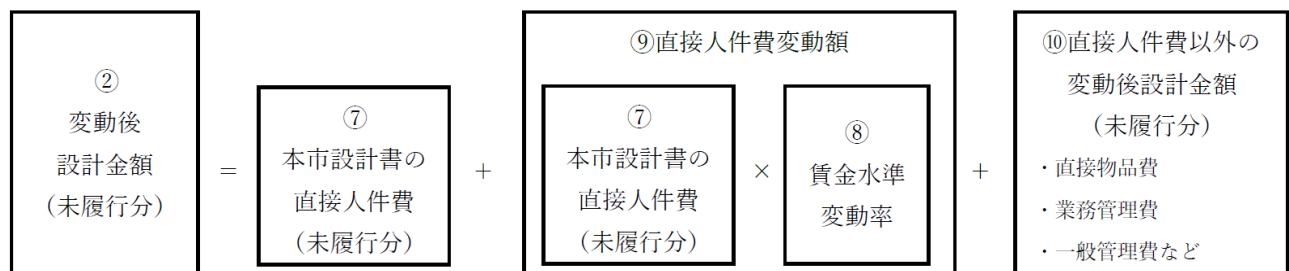 ②
変動後
設計金額
（未履行分）
＝
⑦
本市設計書の
直接人件費
（未履行分）
＋
⑨直接人件費変動額
⑦
本市設計書の
直接人件費
（未履行分）
×
⑧
賃金水準
変動率
＋
⑩直接人件費以外の
変動後設計金額
（未履行分）
・直接物品費
・業務管理費
・一般管理費など